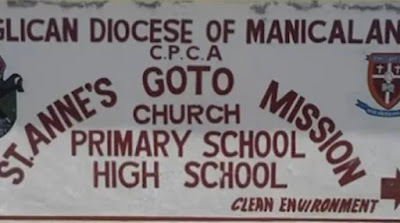 GLICAN DIOCESE OF MANICALAN
C.P.C.A
ST. ANNE'S GOTO MISSION
CHURCH
PRIMARY SCHOOL
HIGH SCHOOL
CLEAN ENVIRONMENT